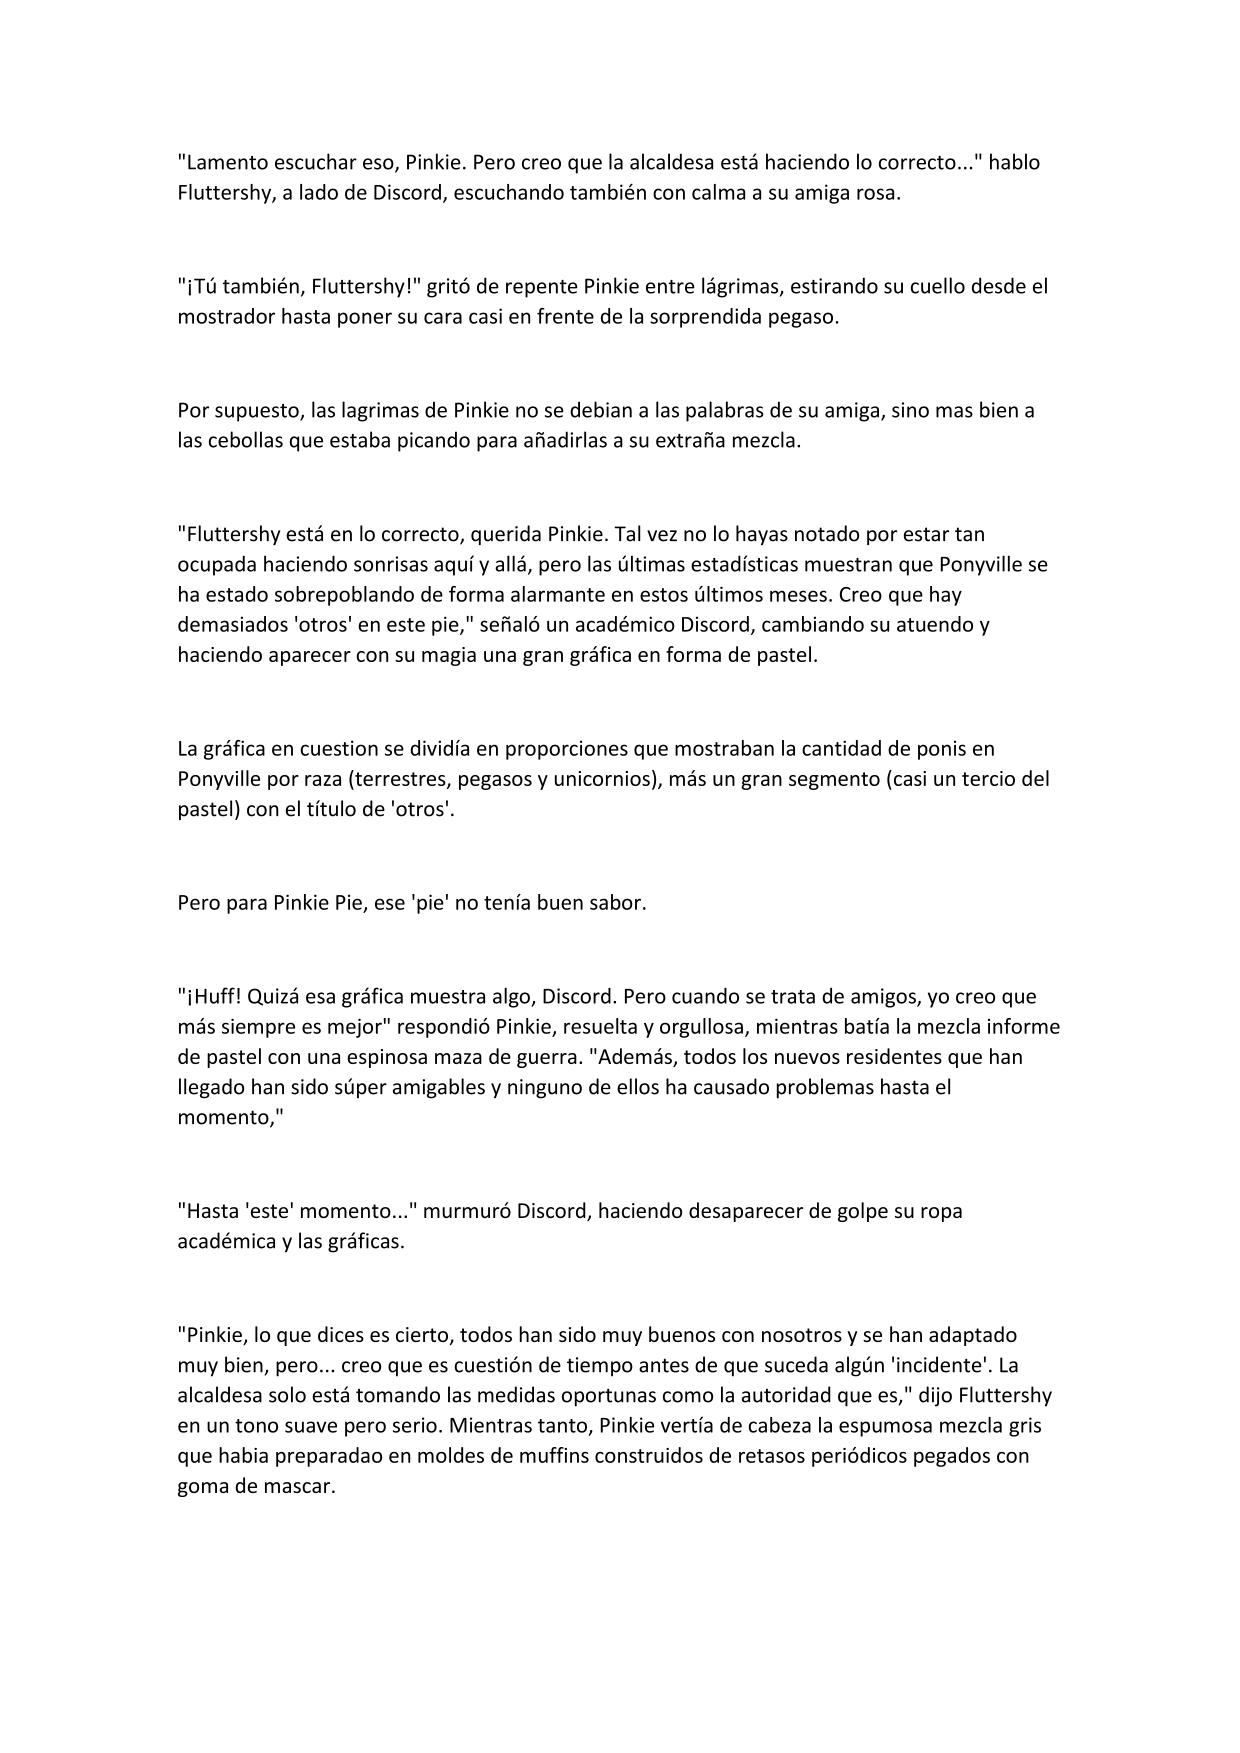 "Lamento escuchar eso, Pinkie. Pero creo que la alcaldesa está haciendo lo correcto..." hablo
Fluttershy, a lado de Discord, escuchando también con calma a su amiga rosa.
"¡Tú también, Fluttershy!" gritó de repente Pinkie entre lágrimas, estirando su cuello desde el
mostrador hasta poner su cara casi en frente de la sorprendida pegaso.
Por supuesto, las lagrimas de Pinkie no se debian a las palabras de su amiga, sino mas bien a
las cebollas que estaba picando para añadirlas a su extraña mezcla.
"Fluttershy está en lo correcto, querida Pinkie. Tal vez no lo hayas notado por estar tan
ocupada haciendo sonrisas aquí y allá, pero las últimas estadísticas muestran que Ponyville se
ha estado sobrepoblando de forma alarmante en estos últimos meses. Creo que hay
demasiados 'otros' en este pie," señaló un académico Discord, cambiando su atuendo y
haciendo aparecer con su magia una gran gráfica en forma de pastel.
La gráfica en cuestion se dividía en proporciones que mostraban la cantidad de ponis en
Ponyville por raza (terrestres, pegasos y unicornios), más un gran segmento (casi un tercio del
pastel) con el título de 'otros'.
Pero para Pinkie Pie, ese 'pie' no tenía buen sabor.
"¡Huff! Quizá esa gráfica muestra algo, Discord. Pero cuando se trata de amigos, yo creo que
más siempre es mejor" respondió Pinkie, resuelta y orgullosa, mientras batía la mezcla informe
de pastel con una espinosa maza de guerra. "Además, todos los nuevos residentes que han
llegado han sido súper amigables y ninguno de ellos ha causado problemas hasta el
momento,"
"Hasta 'este' momento..." murmuró Discord, haciendo desaparecer de golpe su ropa
académica y las gráficas.
"Pinkie, lo que dices es cierto, todos han sido muy buenos con nosotros y se han adaptado
muy bien, pero... creo que es cuestión de tiempo antes de que suceda algún 'incidente'. La
alcaldesa solo está tomando las medidas oportunas como la autoridad que es," dijo Fluttershy
en un tono suave pero serio. Mientras tanto, Pinkie vertía de cabeza la espumosa mezcla gris
que habia preparadao en moldes de muffins construidos de retasos periódicos pegados con
goma de mascar.